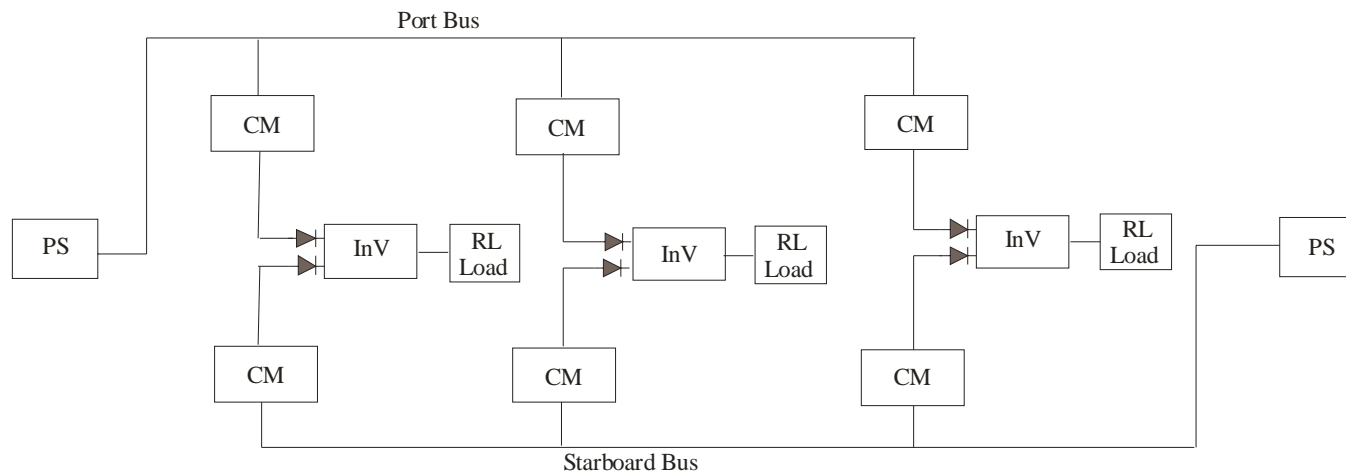 Port Bus
CM
CM
CM
PS
InV
RL
Load
InV
RL
Load
InV
RL
Load
PS
CM
CM
CM
Starboard Bus